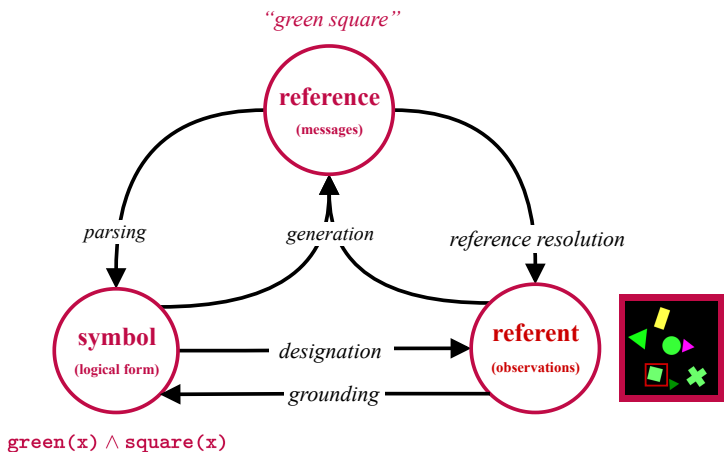 “green square”
reference
(messages)
parsing
generation
reference resolution
symbol
(logical form)
designation
referent
(observations)
grounding
green(x) ∧ square(x)